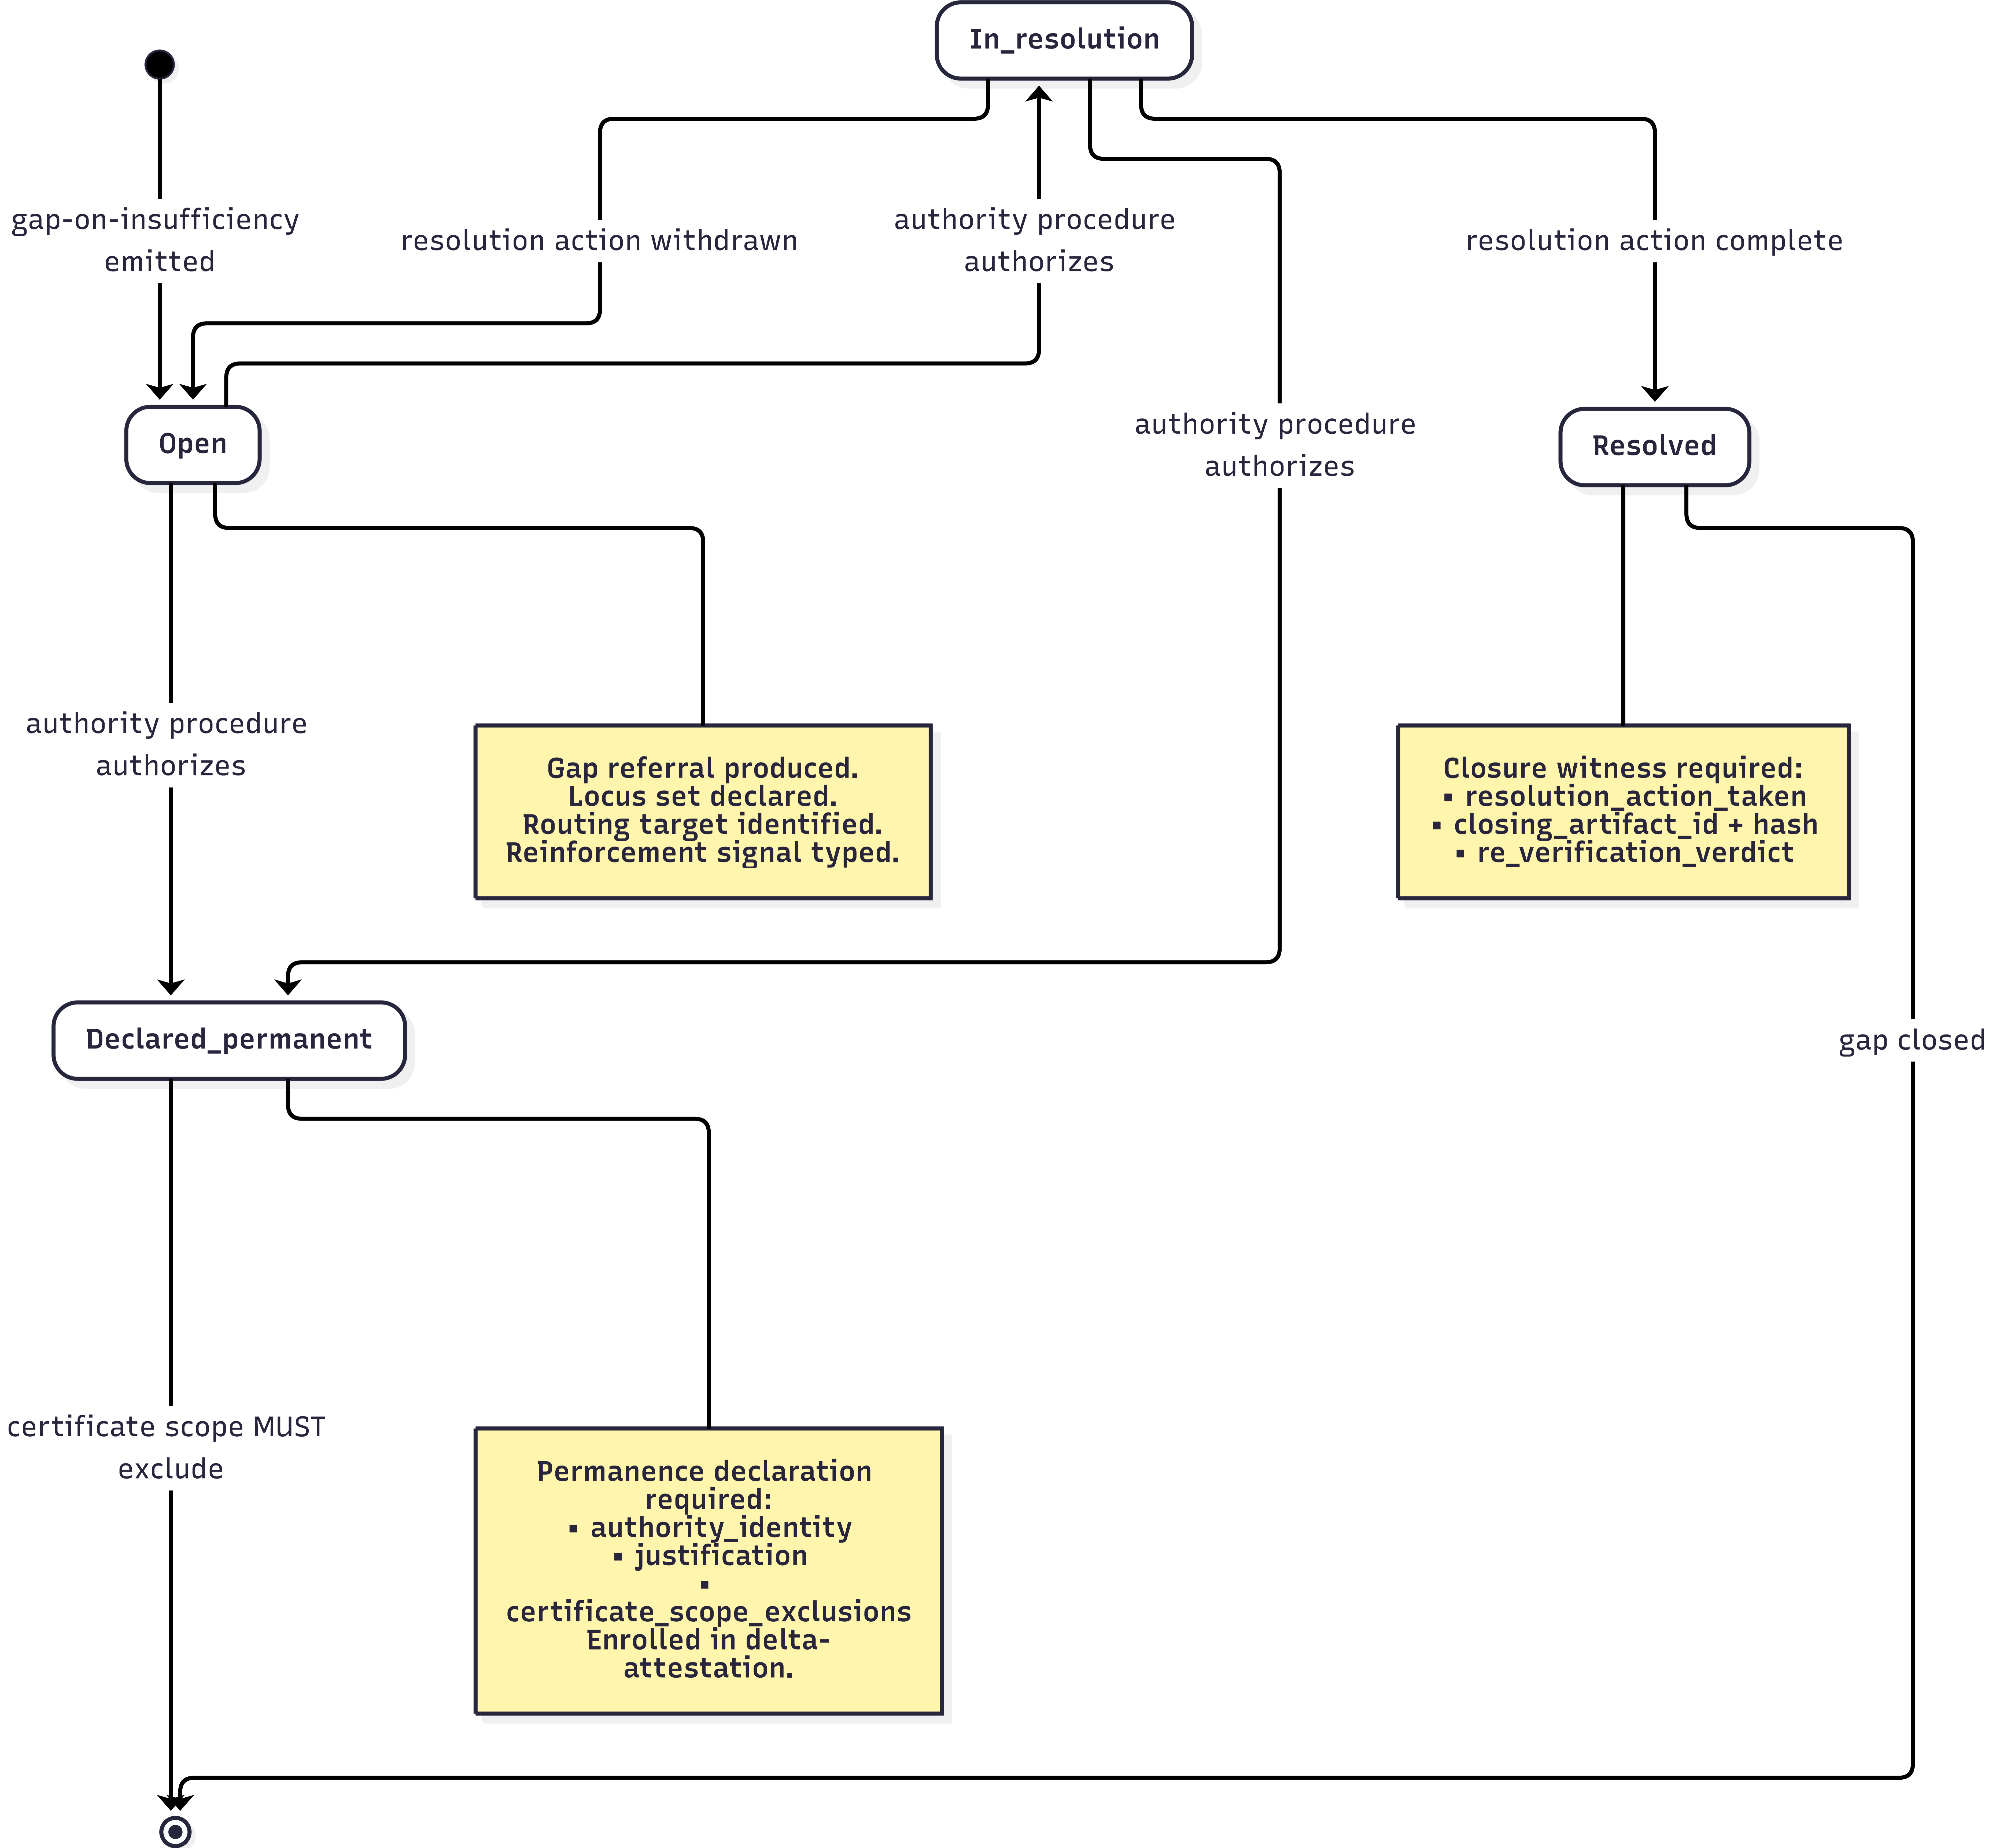 In_resolution
gap-on-insufficiency
emitted
resolution action withdrawn
authority procedure
authorizes
resolution action complete
authority procedure
authorizes
Open
Resolved
authority procedure
authorizes
Gap referral produced.
Locus set declared.
Routing target identified.
Reinforcement signal typed.
Closure witness required:
▪ resolution_action_taken
▪ closing_artifact_id + hash
▪ re_verification_verdict
Declared_permanent
gap closed
certificate scope MUST
exclude
Permanence declaration
required:
▪ authority_identity
▪ justification
▪
certificate_scope_exclusions
Enrolled in delta-
attestation.